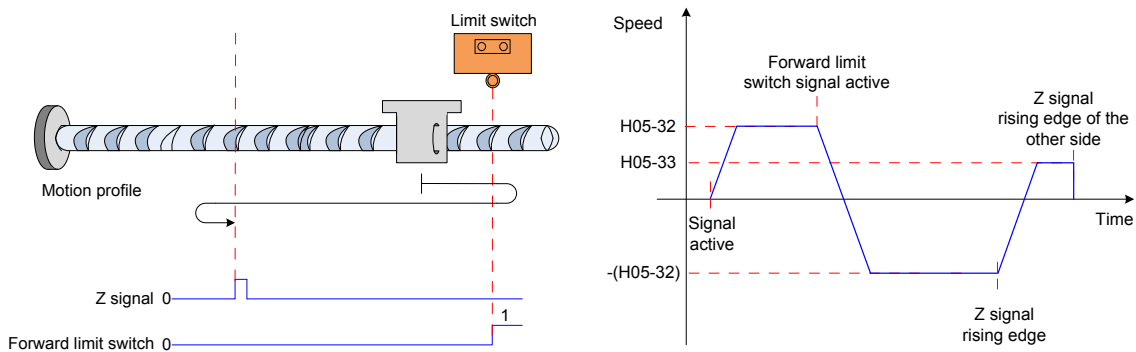 Limit switch
Motion profile
Z signal 0
1
Forward limit switch 0
Speed
Forward limit
switch signal active
Z signal
rising edge of the
other side
H05-32
H05-33
Signal
active
Time
-(H05-32)
Z signal
rising edge